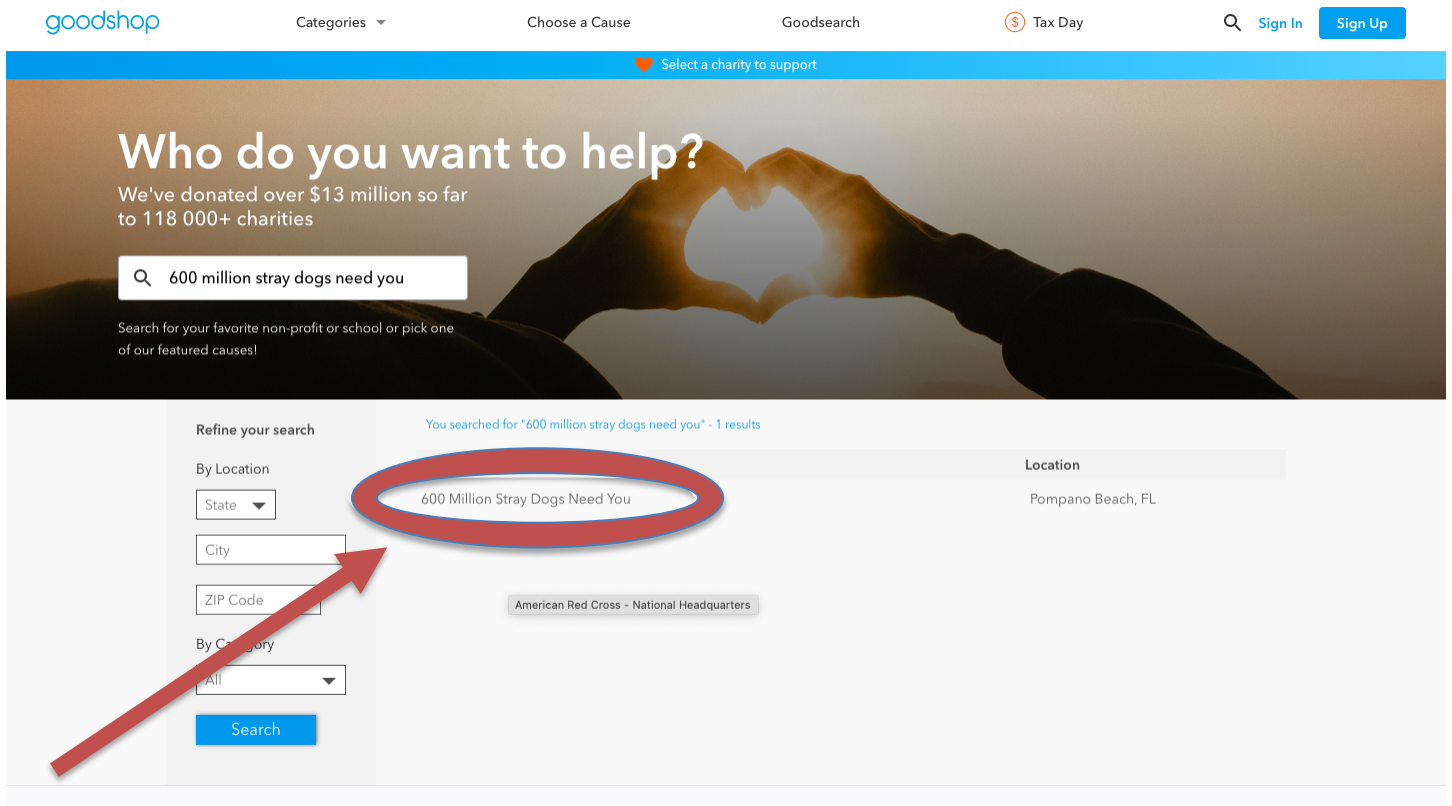 goodshop
Categories
Choose a Cause
Goodsearch
$ Tax Day
Sign In
Sign Up
Select a charity to support
Who do you want to help?
We've donated over $13 million so far
to 118 000+ charities
600 million stray dogs need you
Search for your favorite non-profit or school or pick one
of our featured causes!
Refine your search
By Location
State
City
ZIP Code
By Category
All
Search
You searched for "600 million stray dogs need you" - 1 results
Location
600 Million Stray Dogs Need You
Pompano Beach, FL
American Red Cross - National Headquarters